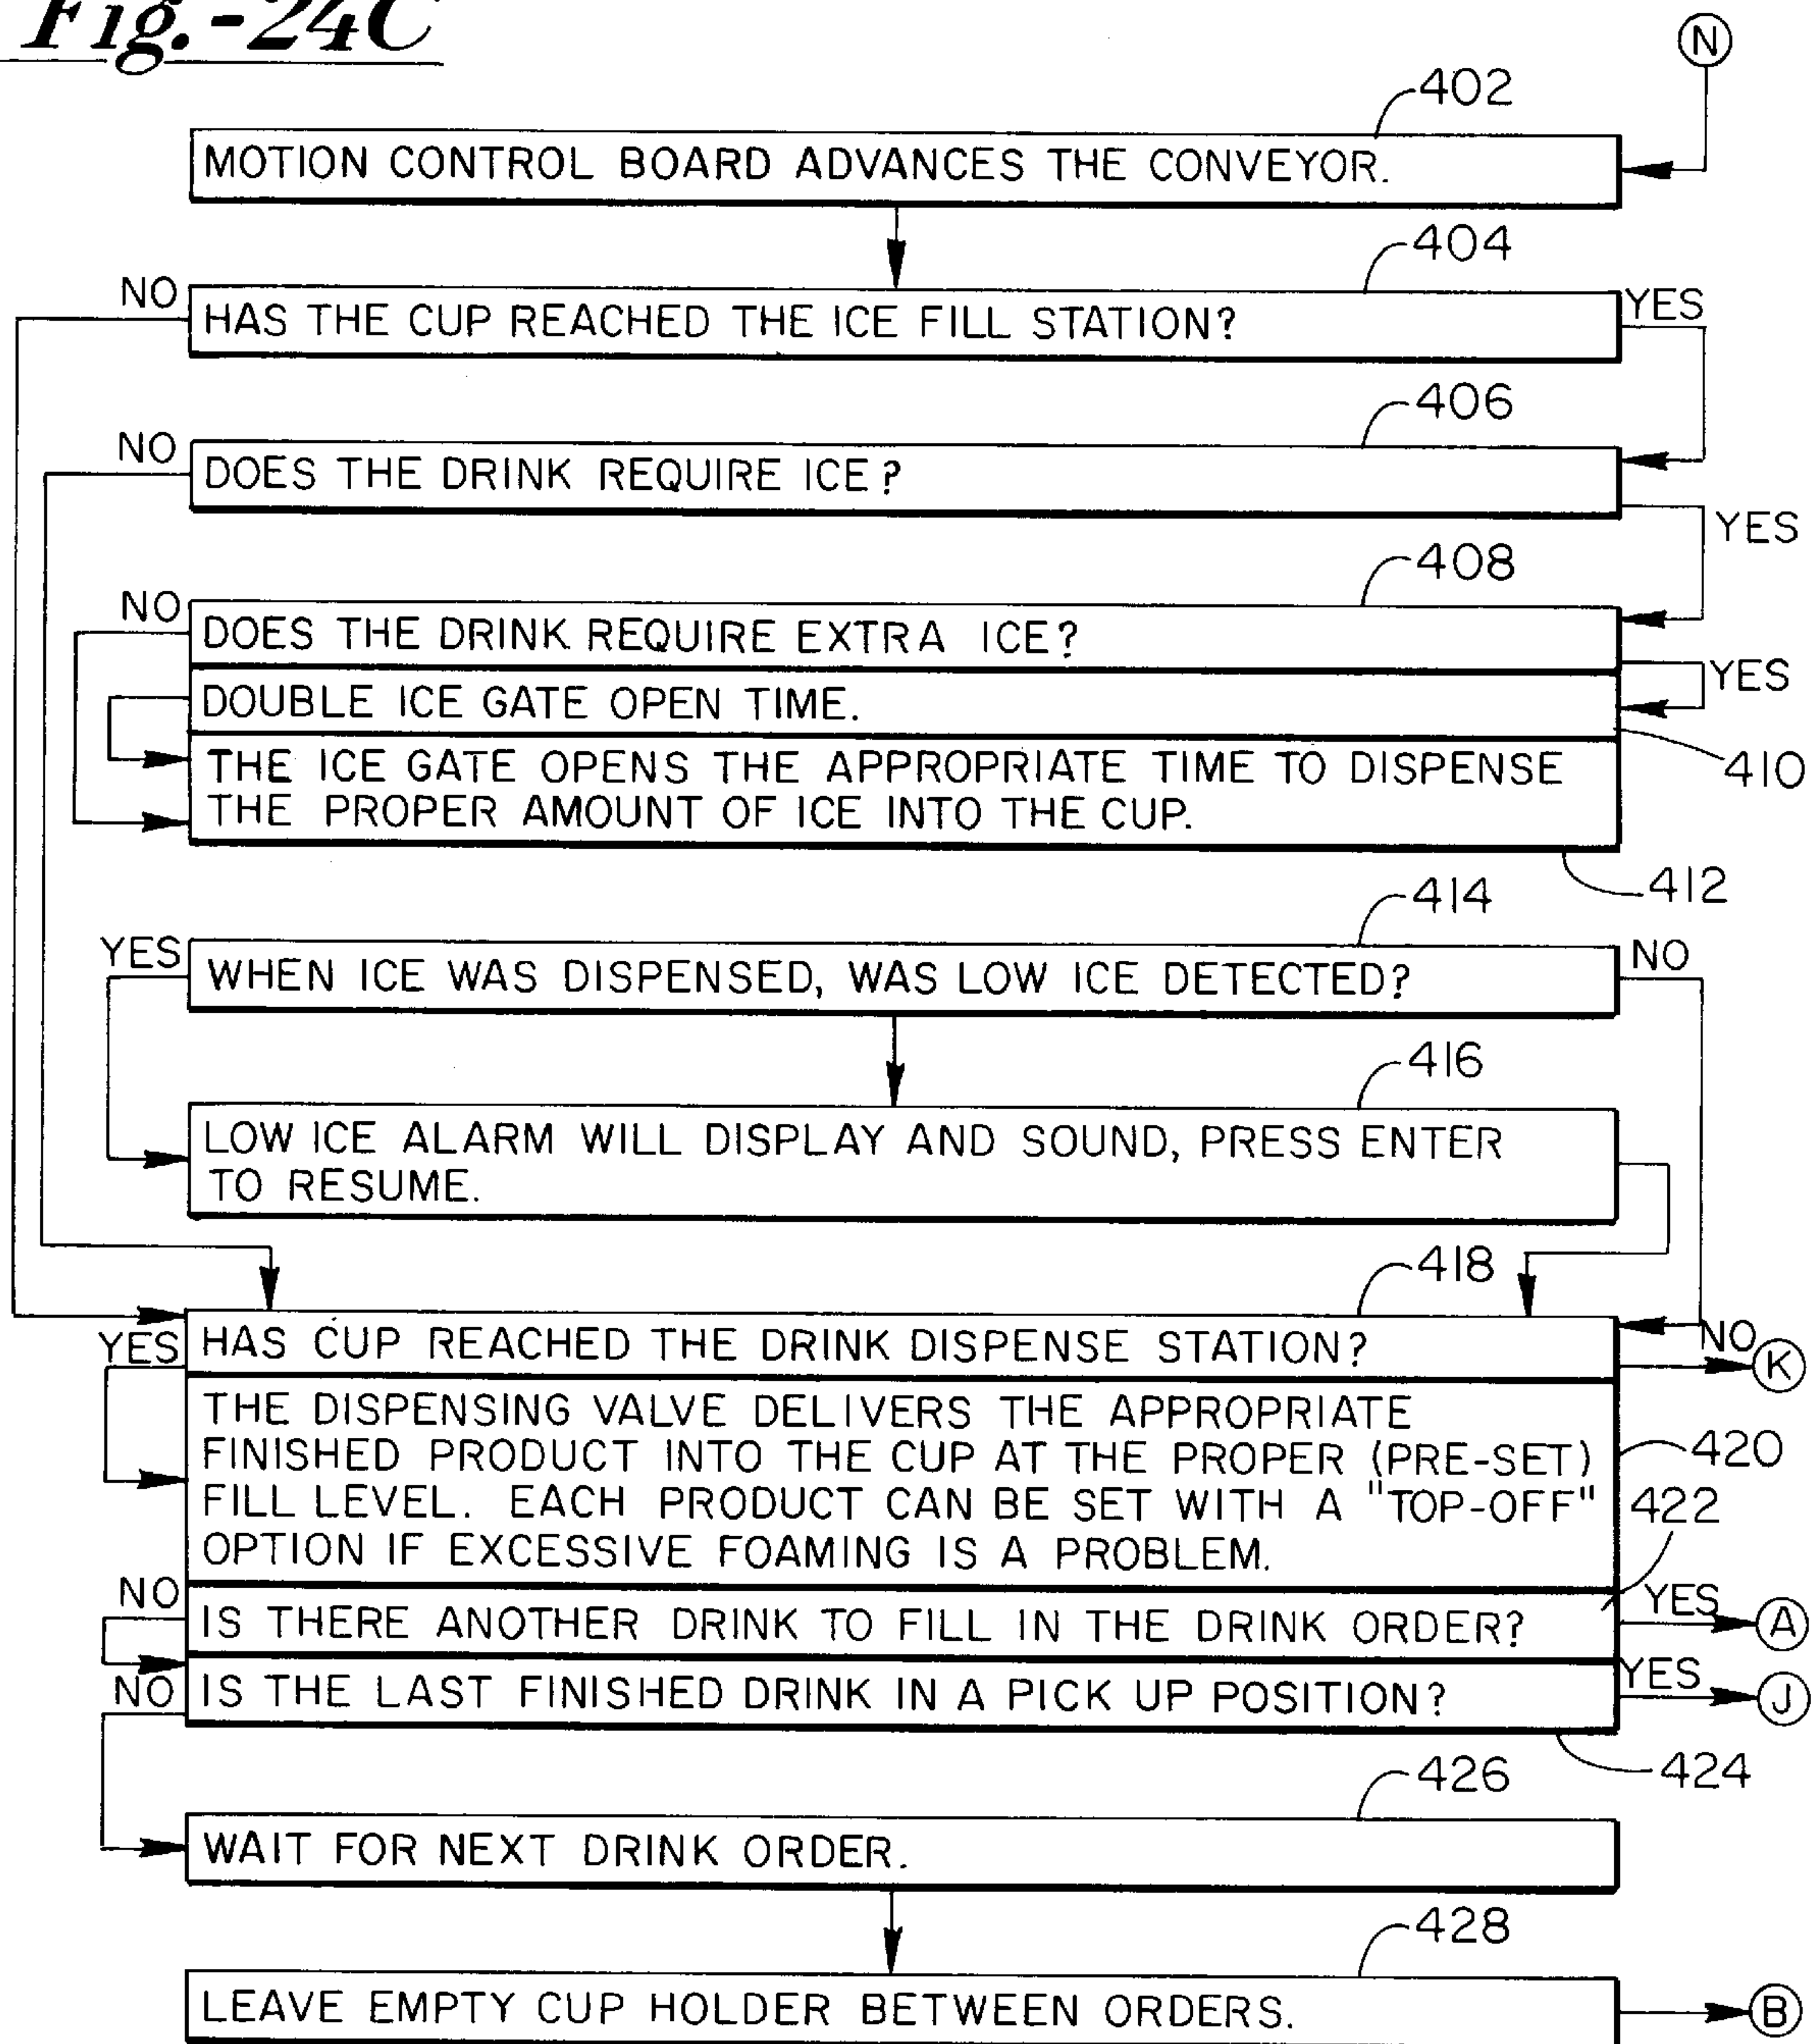 Fig.-24C
N
402
MOTION CONTROL BOARD ADVANCES THE CONVEYOR.
404
NO
HAS THE CUP REACHED THE ICE FILL STATION?
YES
406
NO
DOES THE DRINK REQUIRE ICE?
YES
408
NO
DOES THE DRINK REQUIRE EXTRA ICE?
YES
DOUBLE ICE GATE OPEN TIME.
410
THE ICE GATE OPENS THE APPROPRIATE TIME TO DISPENSE
THE PROPER AMOUNT OF ICE INTO THE CUP.
412
414
YES
WHEN ICE WAS DISPENSED, WAS LOW ICE DETECTED?
NO
416
LOW ICE ALARM WILL DISPLAY AND SOUND, PRESS ENTER
TO RESUME.
418
YES
HAS CUP REACHED THE DRINK DISPENSE STATION?
NO
K
THE DISPENSING VALVE DELIVERS THE APPROPRIATE
FINISHED PRODUCT INTO THE CUP AT THE PROPER (PRE-SET)
FILL LEVEL. EACH PRODUCT CAN BE SET WITH A "TOP-OFF"
OPTION IF EXCESSIVE FOAMING IS A PROBLEM.
420
422
NO
IS THERE ANOTHER DRINK TO FILL IN THE DRINK ORDER?
YES
A
NO
IS THE LAST FINISHED DRINK IN A PICK UP POSITION?
YES
J
424
426
WAIT FOR NEXT DRINK ORDER.
428
LEAVE EMPTY CUP HOLDER BETWEEN ORDERS.
B